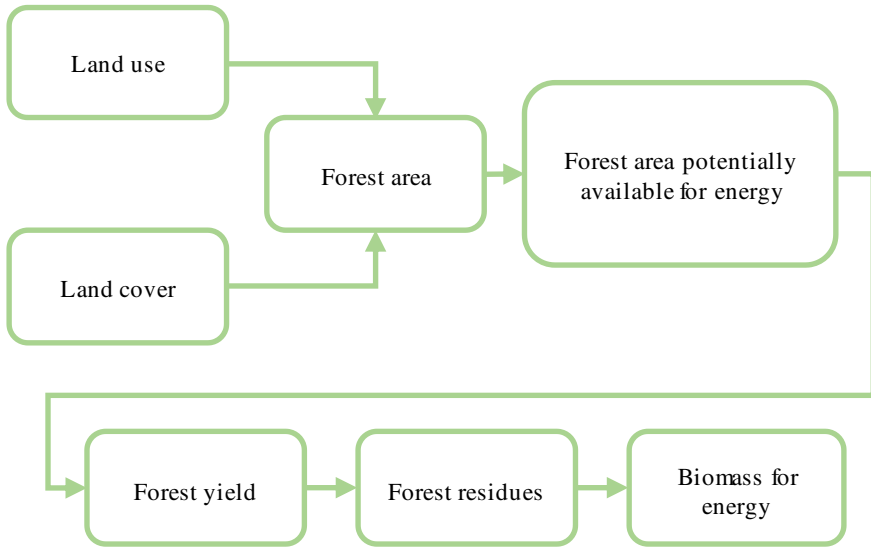 Land use
Forest area
Forest area potentially
available for energy
Land cover
Forest yield
Forest residues
Biomass for
energy